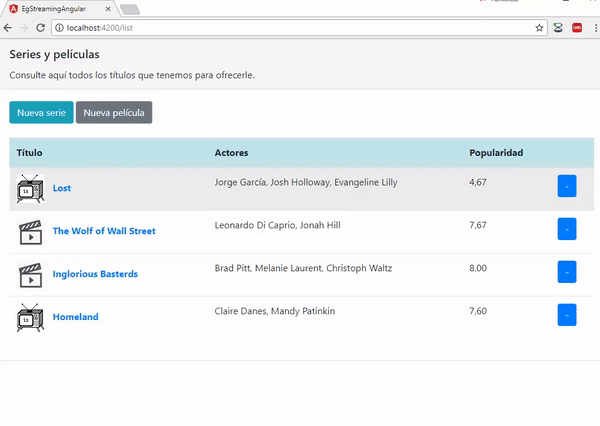 EgStreamingAngular
localhost:4200/list
Series y películas
Consulte aquí todos los títulos que tenemos para ofrecerle.
Nueva serie Nueva película
Título Actores Popularidad
Lost Jorge García, Josh Holloway, Evangeline Lilly 4,67 -
The Wolf of Wall Street Leonardo Di Caprio, Jonah Hill 7,67 -
Inglorious Basterds Brad Pitt, Melanie Laurent, Christoph Waltz 8,00 -
Homeland Claire Danes, Mandy Patinkin 7,60 -